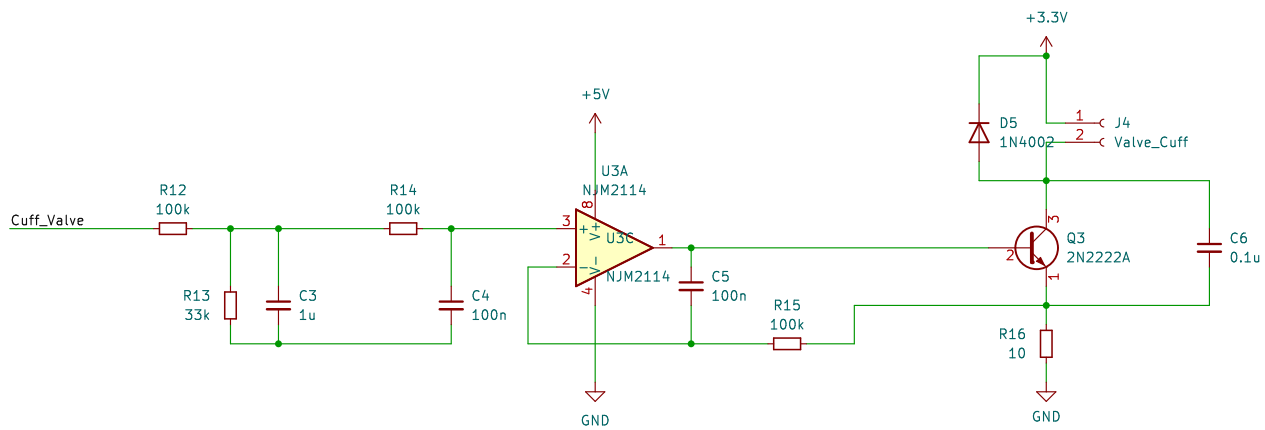 +3.3V
+5V
D5
1N4002
1
J4
2
Valve_Cuff
U3A
NJM2114
R12
100k
R14
100k
Cuff_Valve
8
3
+
V+
U3C
1
2
-
V-
NJM2114
4
3
Q3
2
2N2222A
1
C6
0.1u
R13
33k
C3
1u
C4
100n
C5
100n
R15
100k
R16
10
GND
GND